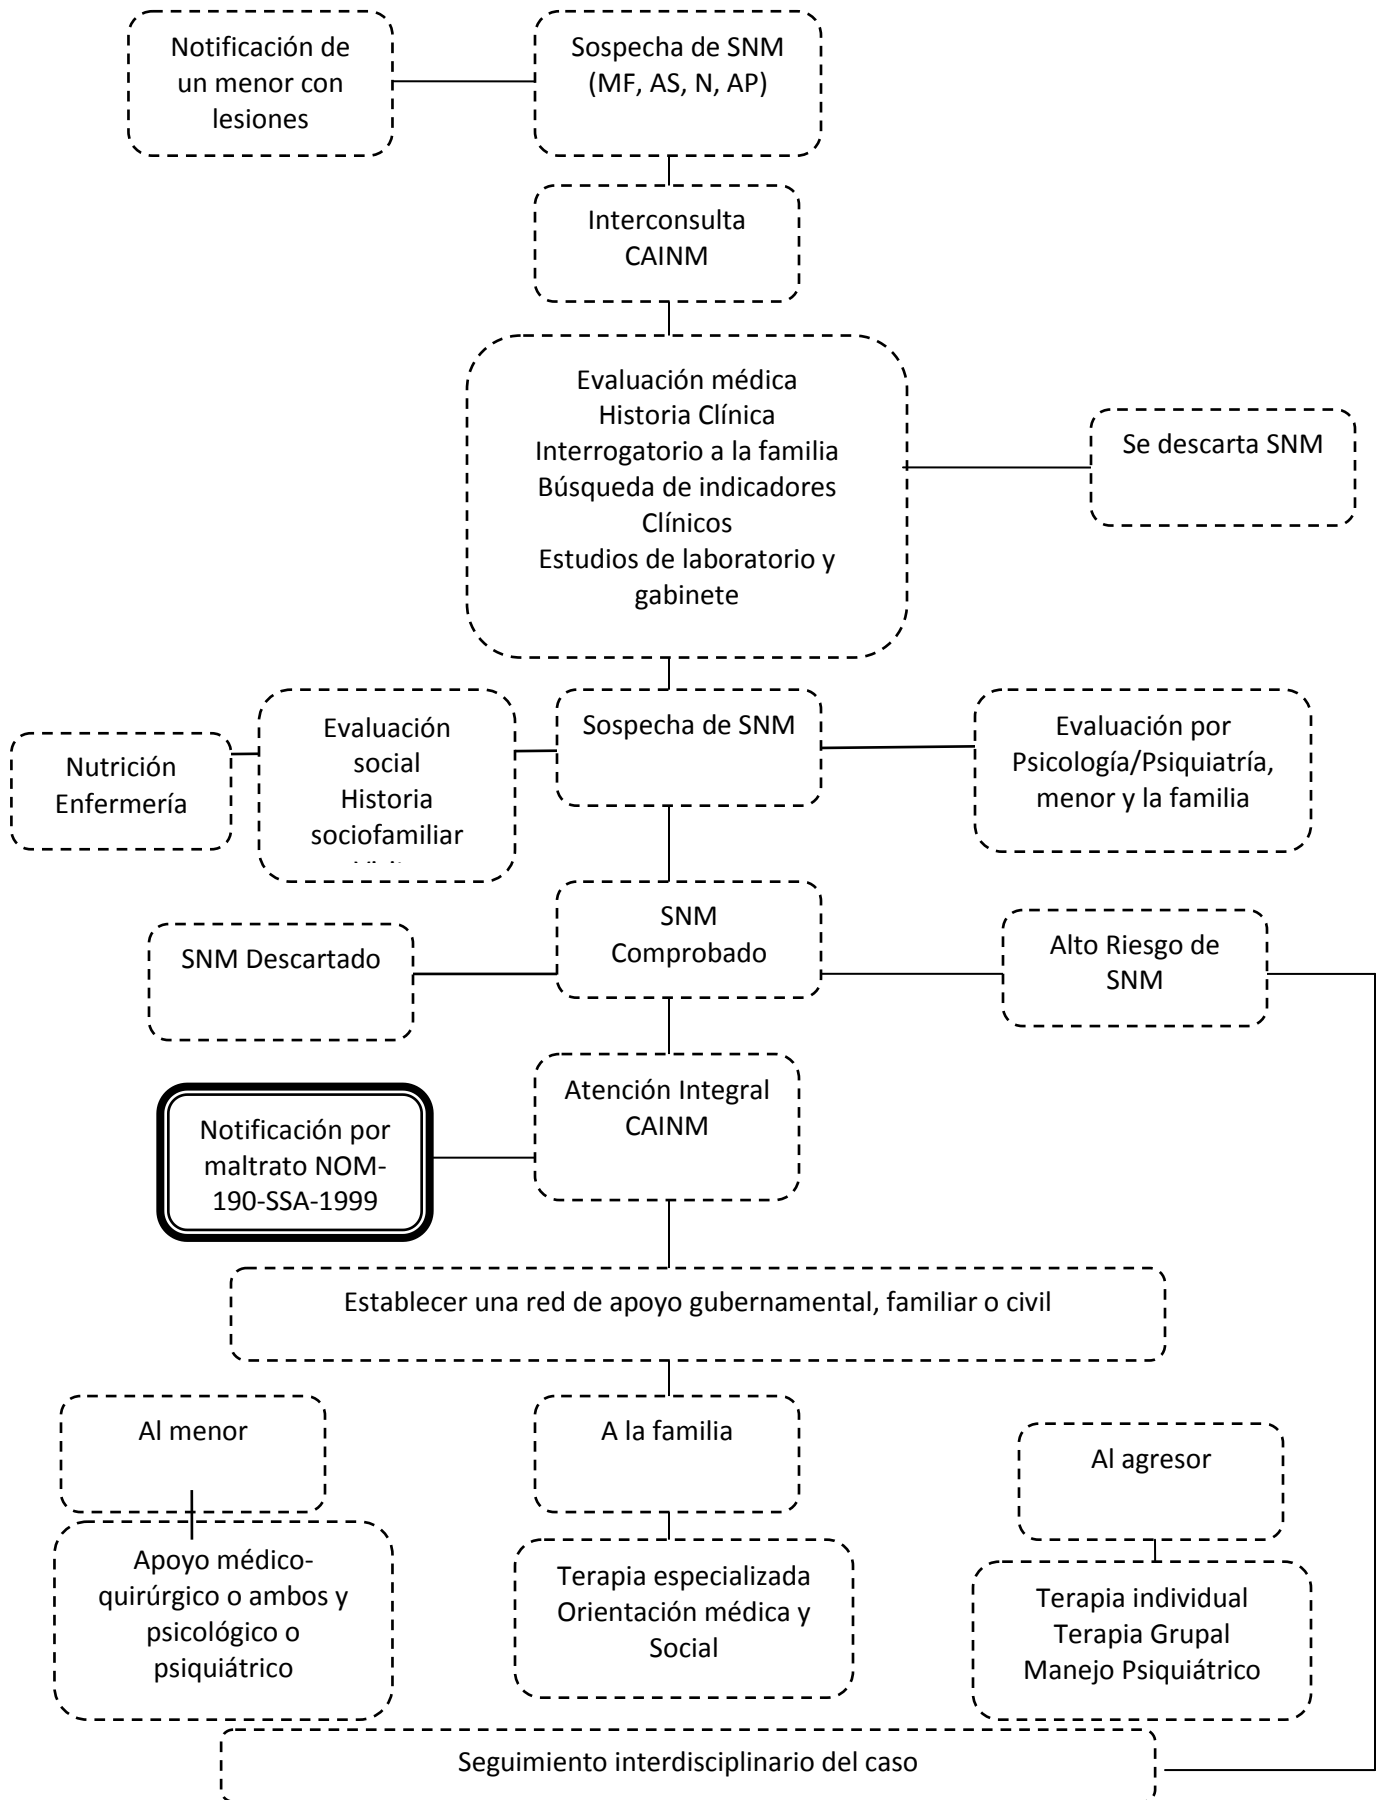 Notificación de
un menor con
lesiones
Sospecha de SNM
(MF, AS, N, AP)
Interconsulta
CAINM
Evaluación médica
Historia Clínica
Interrogatorio a la familia
Búsqueda de indicadores
Clínicos
Estudios de laboratorio y
gabinete
Se descarta SNM
Nutrición
Enfermería
Evaluación
social
Historia
sociofamiliar
Sospecha de SNM
Evaluación por
Psicología/Psiquiatría,
menor y la familia
SNM Descartado
SNM
Comprobado
Alto Riesgo de
SNM
Notificación por
maltrato NOM-
190-SSA-1999
Atención Integral
CAINM
Establecer una red de apoyo gubernamental, familiar o civil
Al menor
A la familia
Al agresor
Apoyo médico-
quirúrgico o ambos y
psicológico o
psiquiátrico
Terapia especializada
Orientación médica y
Social
Terapia individual
Terapia Grupal
Manejo Psiquiátrico
Seguimiento interdisciplinario del caso